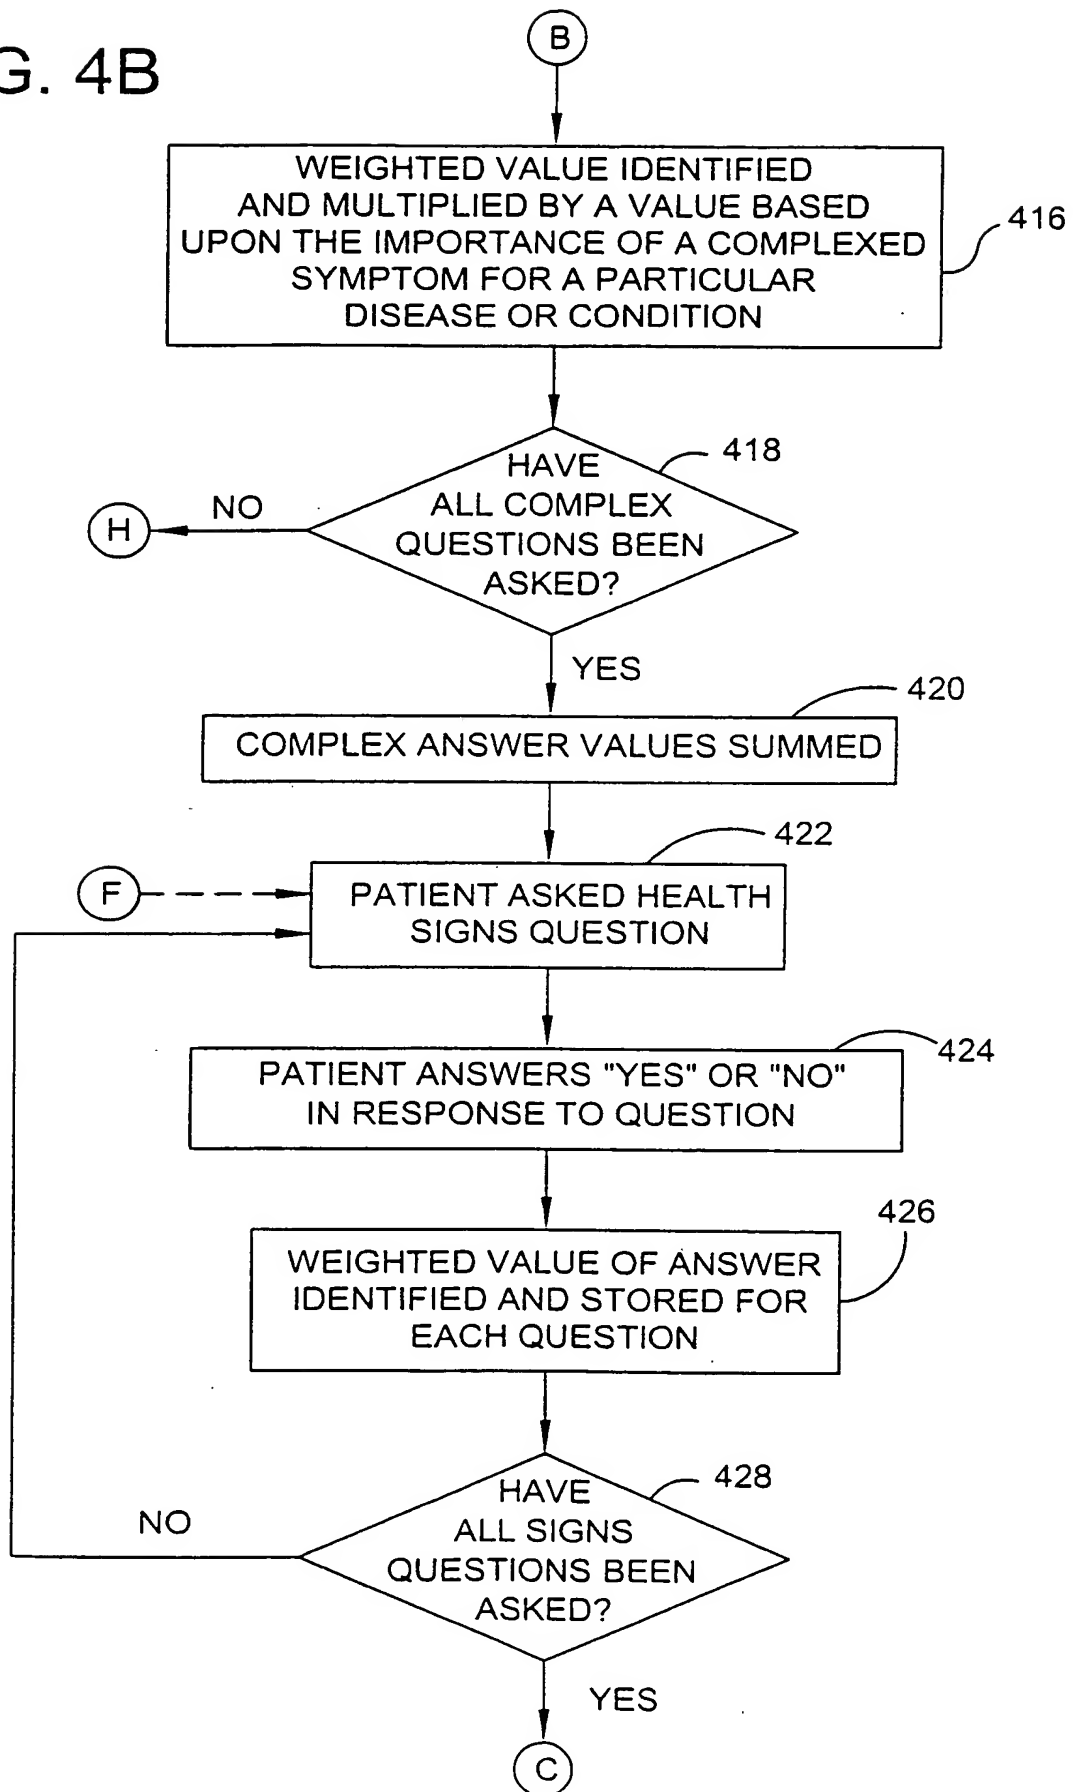 G. 4B
B
WEIGHTED VALUE IDENTIFIED
AND MULTIPLIED BY A VALUE BASED
UPON THE IMPORTANCE OF A COMPLEXED
SYMPTOM FOR A PARTICULAR
DISEASE OR CONDITION
416
HAVE
ALL COMPLEX
QUESTIONS BEEN
ASKED?
418
NO
H
YES
420
COMPLEX ANSWER VALUES SUMMED
422
F
PATIENT ASKED HEALTH
SIGNS QUESTION
424
PATIENT ANSWERS "YES" OR "NO"
IN RESPONSE TO QUESTION
426
WEIGHTED VALUE OF ANSWER
IDENTIFIED AND STORED FOR
EACH QUESTION
428
HAVE
ALL SIGNS
QUESTIONS BEEN
ASKED?
NO
YES
C